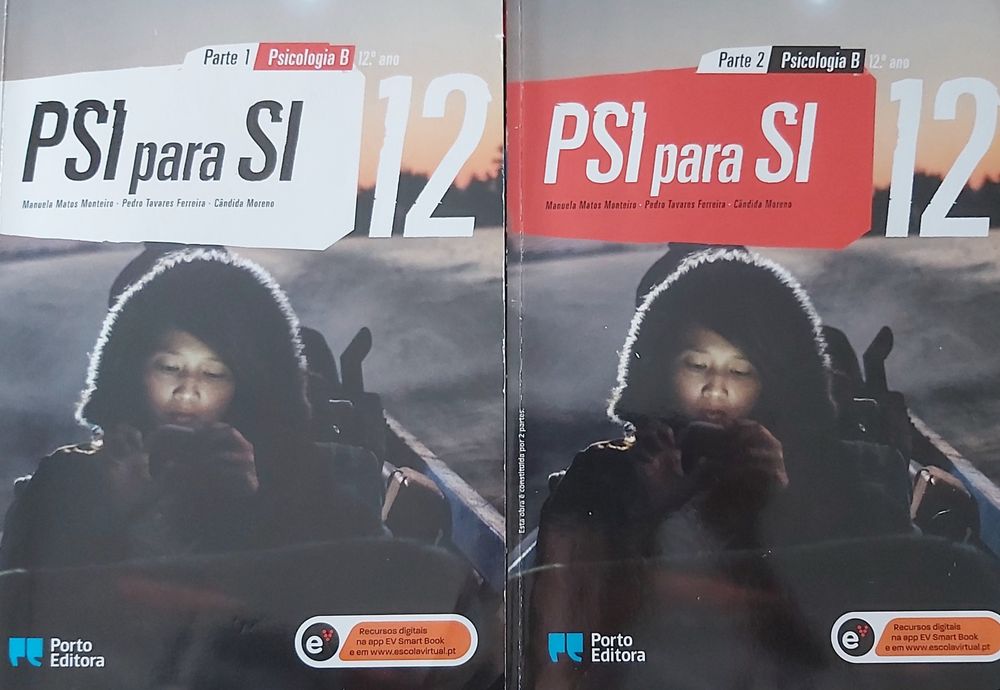 Parte 1 Psicologia B 12.º ano
12
PSI para SI
Manuela Matos Monteiro · Pedro Tavares Ferreira · Cândida Moreno
Porto
Editora
e
Recursos digitais
na app EV Smart Book
e em www.escolavirtual.pt
Parte 2 Psicologia B 12.º ano
12
PSI para SI
Manuela Matos Monteiro · Pedro Tavares Ferreira · Cândida Moreno
Esta obra é constituída por 2 partes.
Porto
Editora
e
Recursos digitais
na app EV Smart Book
e em www.escolavirtual.pt